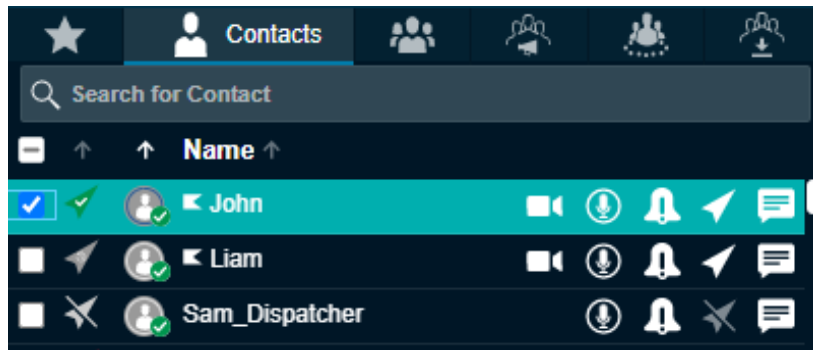 Contacts
Search for Contact
Name
John
Liam
Sam_Dispatcher